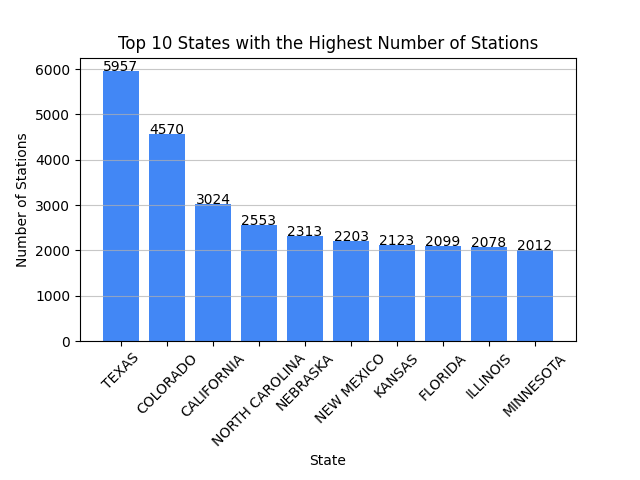 Top 10 States with the Highest Number of Stations
Number of Stations
6000
5000
4000
3000
2000
1000
0
5957
4570
3024
2553
2313
2203
2123
2099
2078
2012
TEXAS
COLORADO
CALIFORNIA
NORTH CAROLINA
NEBRASKA
NEW MEXICO
KANSAS
FLORIDA
ILLINOIS
MINNESOTA
State